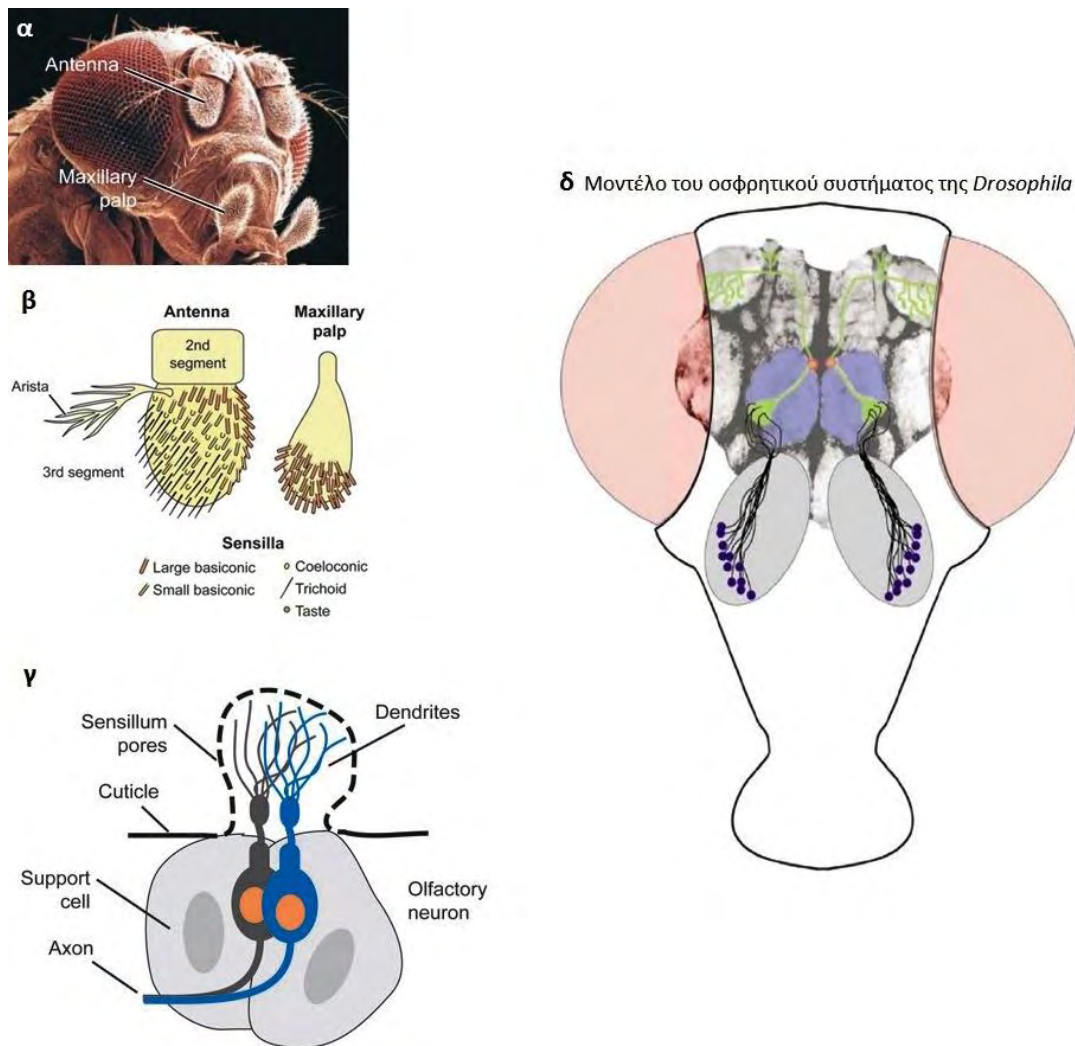 α
Antenna
Maxillary
palp
β
Antenna
Maxillary
palp
2nd
segment
Arista
3rd segment
Sensilla
Large basiconic
Small basiconic
Coeloconic
Trichoid
Taste
γ
Sensillum
pores
Dendrites
Cuticle
Support
cell
Olfactory
neuron
Axon
δ Μοντέλο του οσφρητικού συστήματος της Drosophila